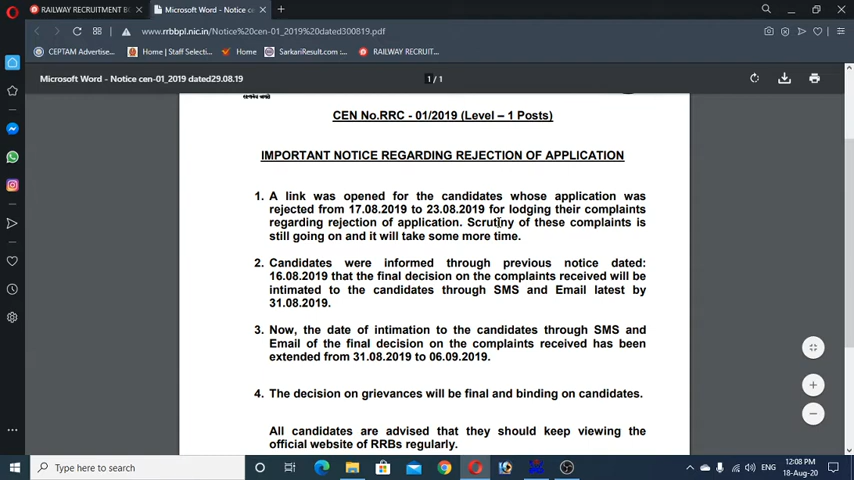 RAILWAY RECRUITMENT B
Microsoft Word - Notice ce
www.rrbbpl.nic.in/Notice%20cen-01_2019%20dated300819.pdf
CEPTAM Advertise...
Home | Staff Selecti...
Home
SarkariResult.com :...
RAILWAY RECRUIT...
Microsoft Word - Notice cen-01_2019 dated29.08.19
1 / 1
CEN No.RRC - 01/2019 (Level – 1 Posts)
IMPORTANT NOTICE REGARDING REJECTION OF APPLICATION
1. A link was opened for the candidates whose application was
rejected from 17.08.2019 to 23.08.2019 for lodging their complaints
regarding rejection of application. Scrutiny of these complaints is
still going on and it will take some more time.
2. Candidates were informed through previous notice dated:
16.08.2019 that the final decision on the complaints received will be
intimated to the candidates through SMS and Email latest by
31.08.2019.
3. Now, the date of intimation to the candidates through SMS and
Email of the final decision on the complaints received has been
extended from 31.08.2019 to 06.09.2019.
4. The decision on grievances will be final and binding on candidates.
All candidates are advised that they should keep viewing the
official website of RRBs regularly.
Type here to search
ENG
12:08 PM
18-Aug-20